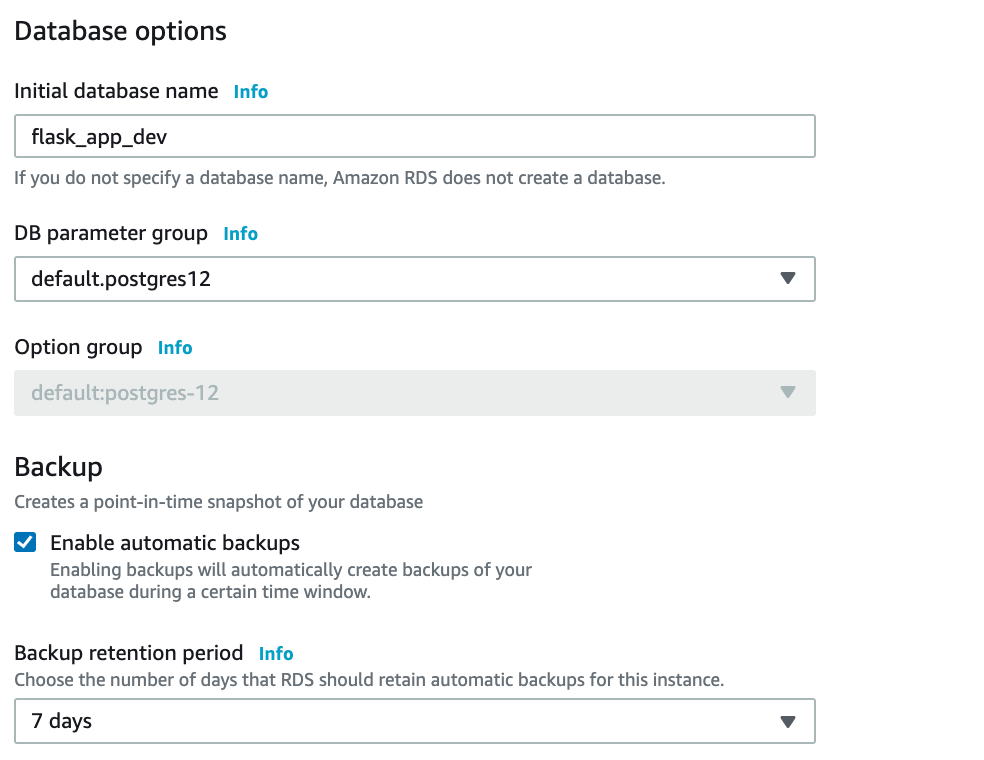 Database options
Initial database name Info
flask_app_dev
If you do not specify a database name, Amazon RDS does not create a database.
DB parameter group Info
default.postgres12
Option group Info
default:postgres-12
Backup
Creates a point-in-time snapshot of your database
Enable automatic backups
Enabling backups will automatically create backups of your
database during a certain time window.
Backup retention period Info
Choose the number of days that RDS should retain automatic backups for this instance.
7 days